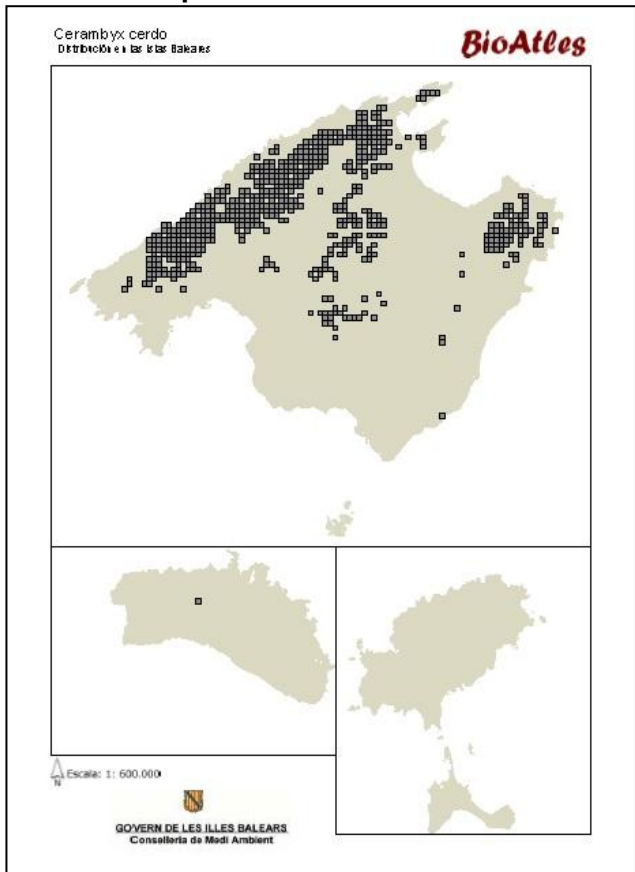 Cerambyx cerdo
Distribución en las Islas Baleares
BioAtles
N
Escala: 1: 600.000
GOVERN DE LES ILLES BALEARS
Conselleria de Medi Ambient